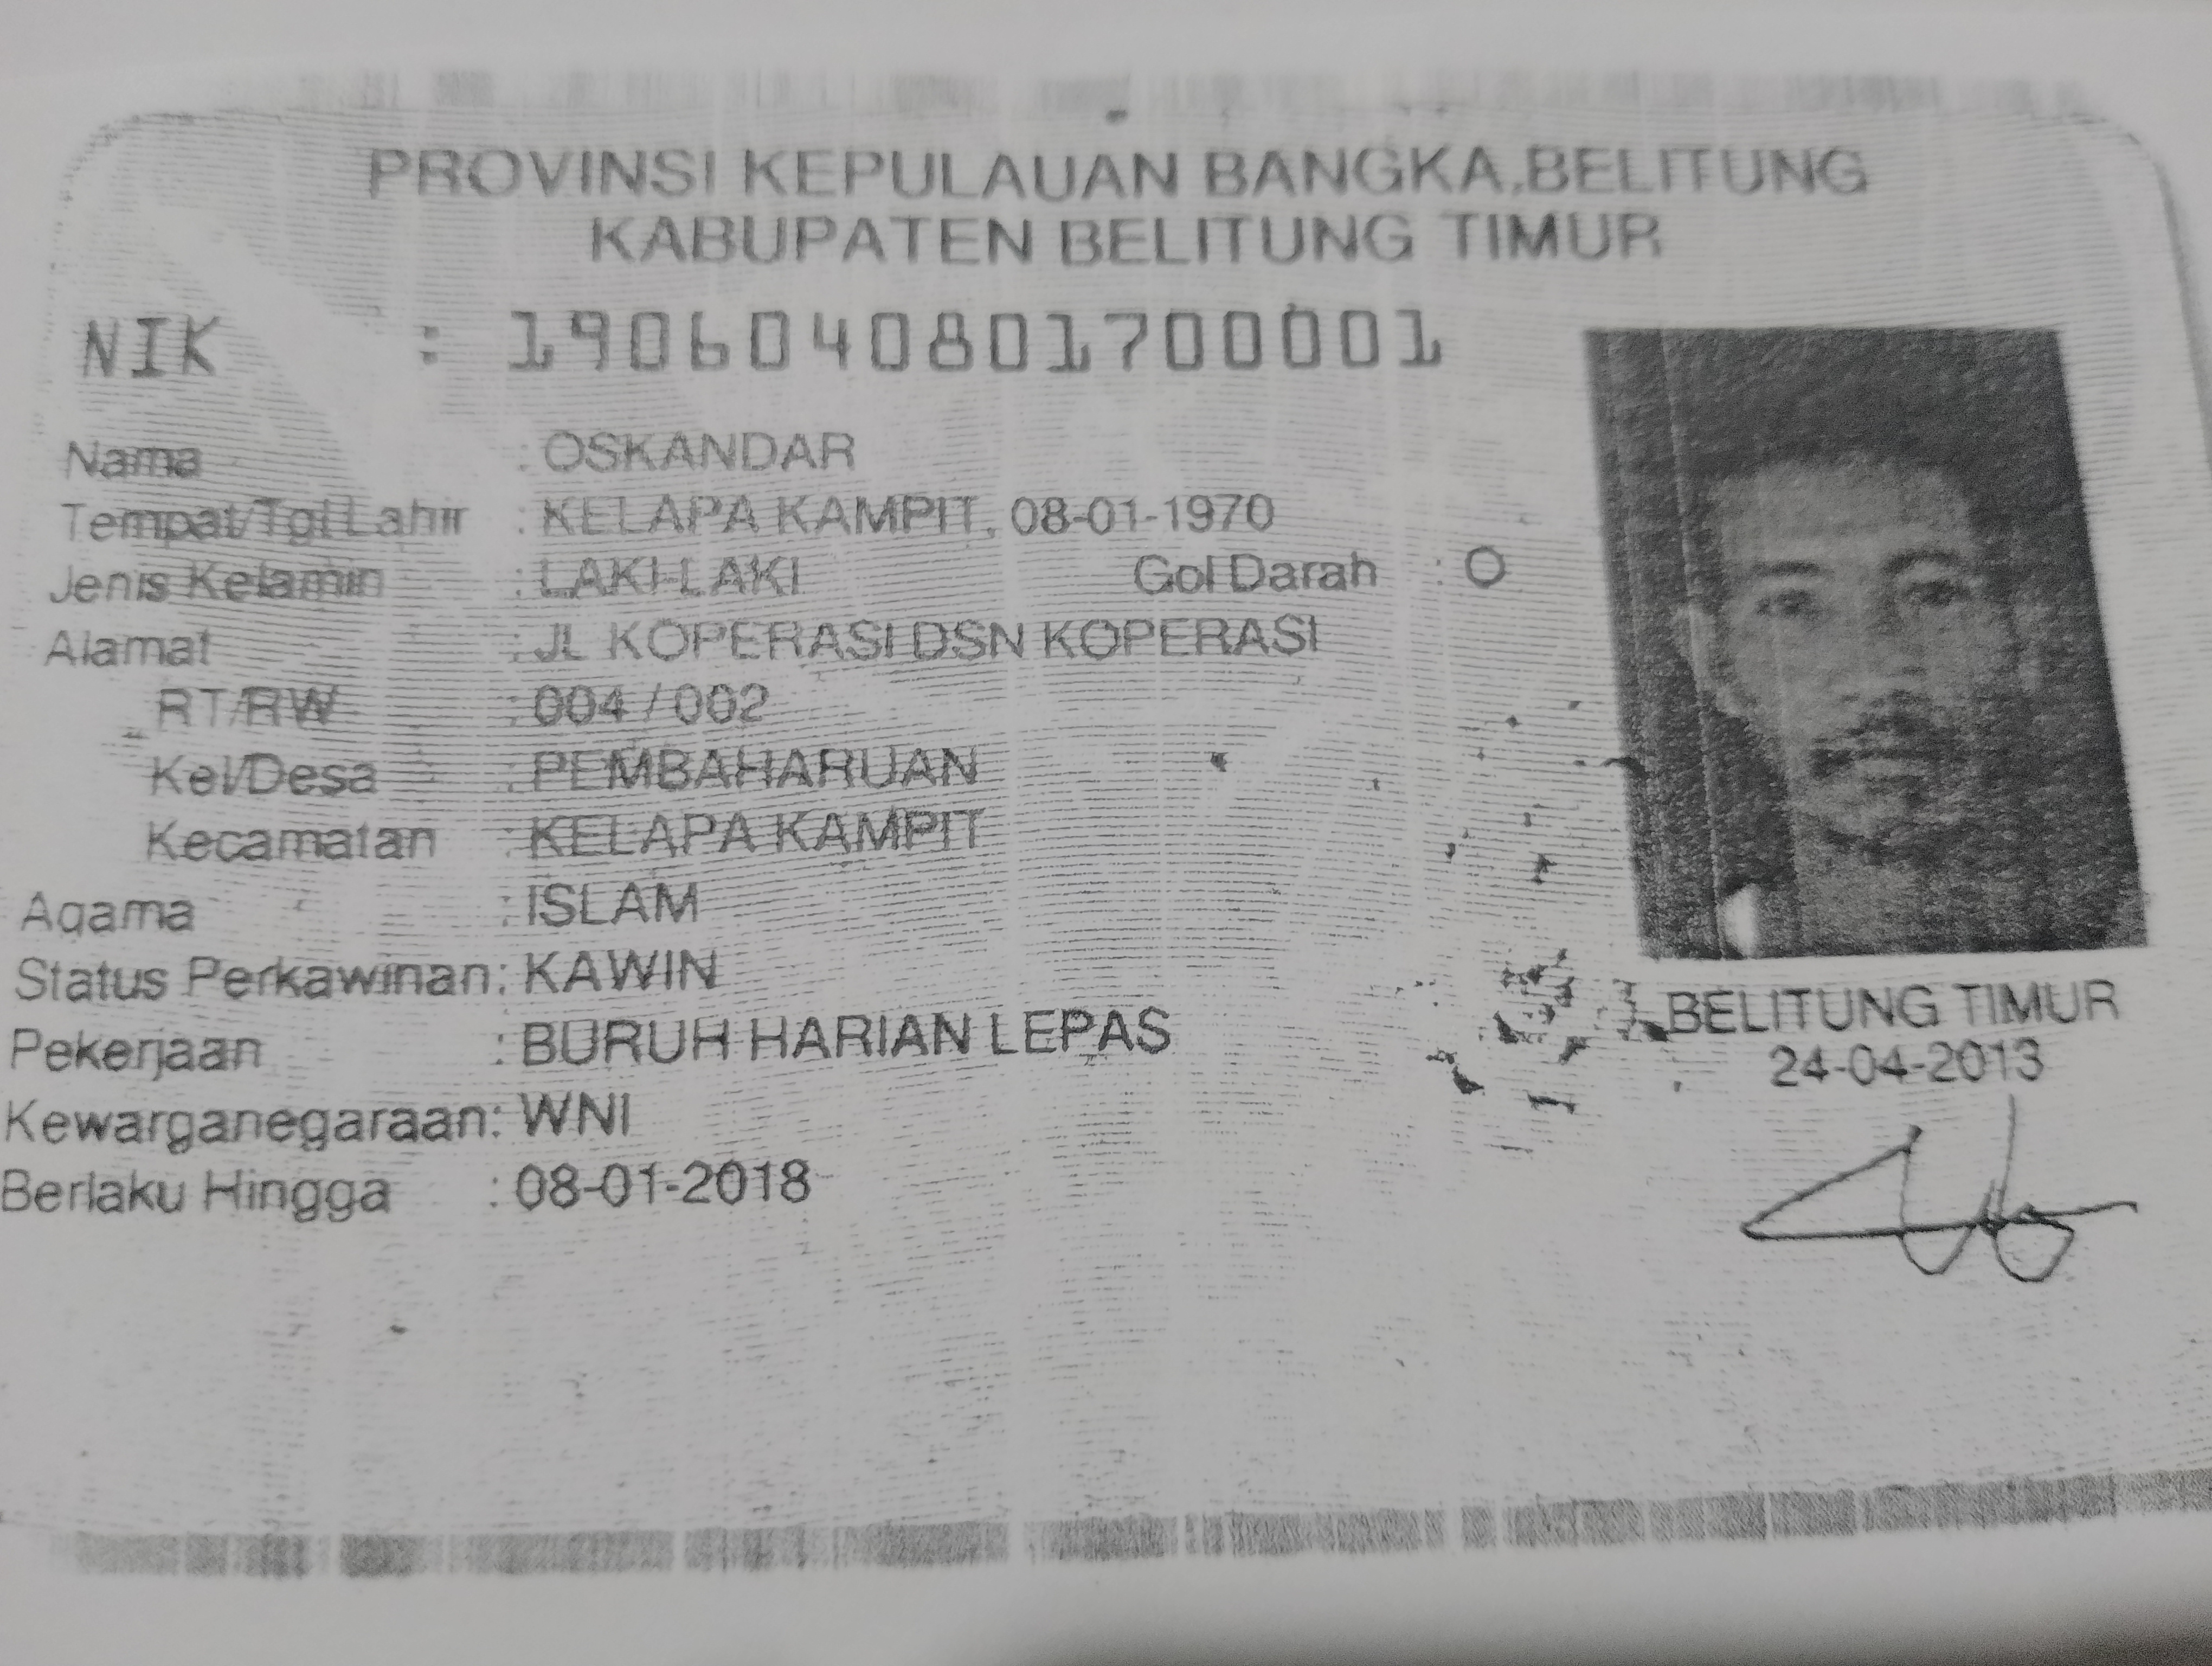 PROVINSI KEPULAUAN BANGKA BELITUNG
KABUPATEN BELITUNG TIMUR
NIK : 1906040801700001
Nama : OSKANDAR
Tempat/Tgl Lahir : KELAPA KAMPIT, 08-01-1970
Jenis Kelamin : LAKI-LAKI Gol Darah : O
Alamat : JL KOPERASI DSN KOPERASI
RT/RW : 004 / 002
Kel/Desa : PEMBAHARUAN
Kecamatan : KELAPA KAMPIT
Agama : ISLAM
Status Perkawinan: KAWIN
Pekerjaan : BURUH HARIAN LEPAS
Kewarganegaraan: WNI
Berlaku Hingga : 08-01-2018
BELITUNG TIMUR
24-04-2013